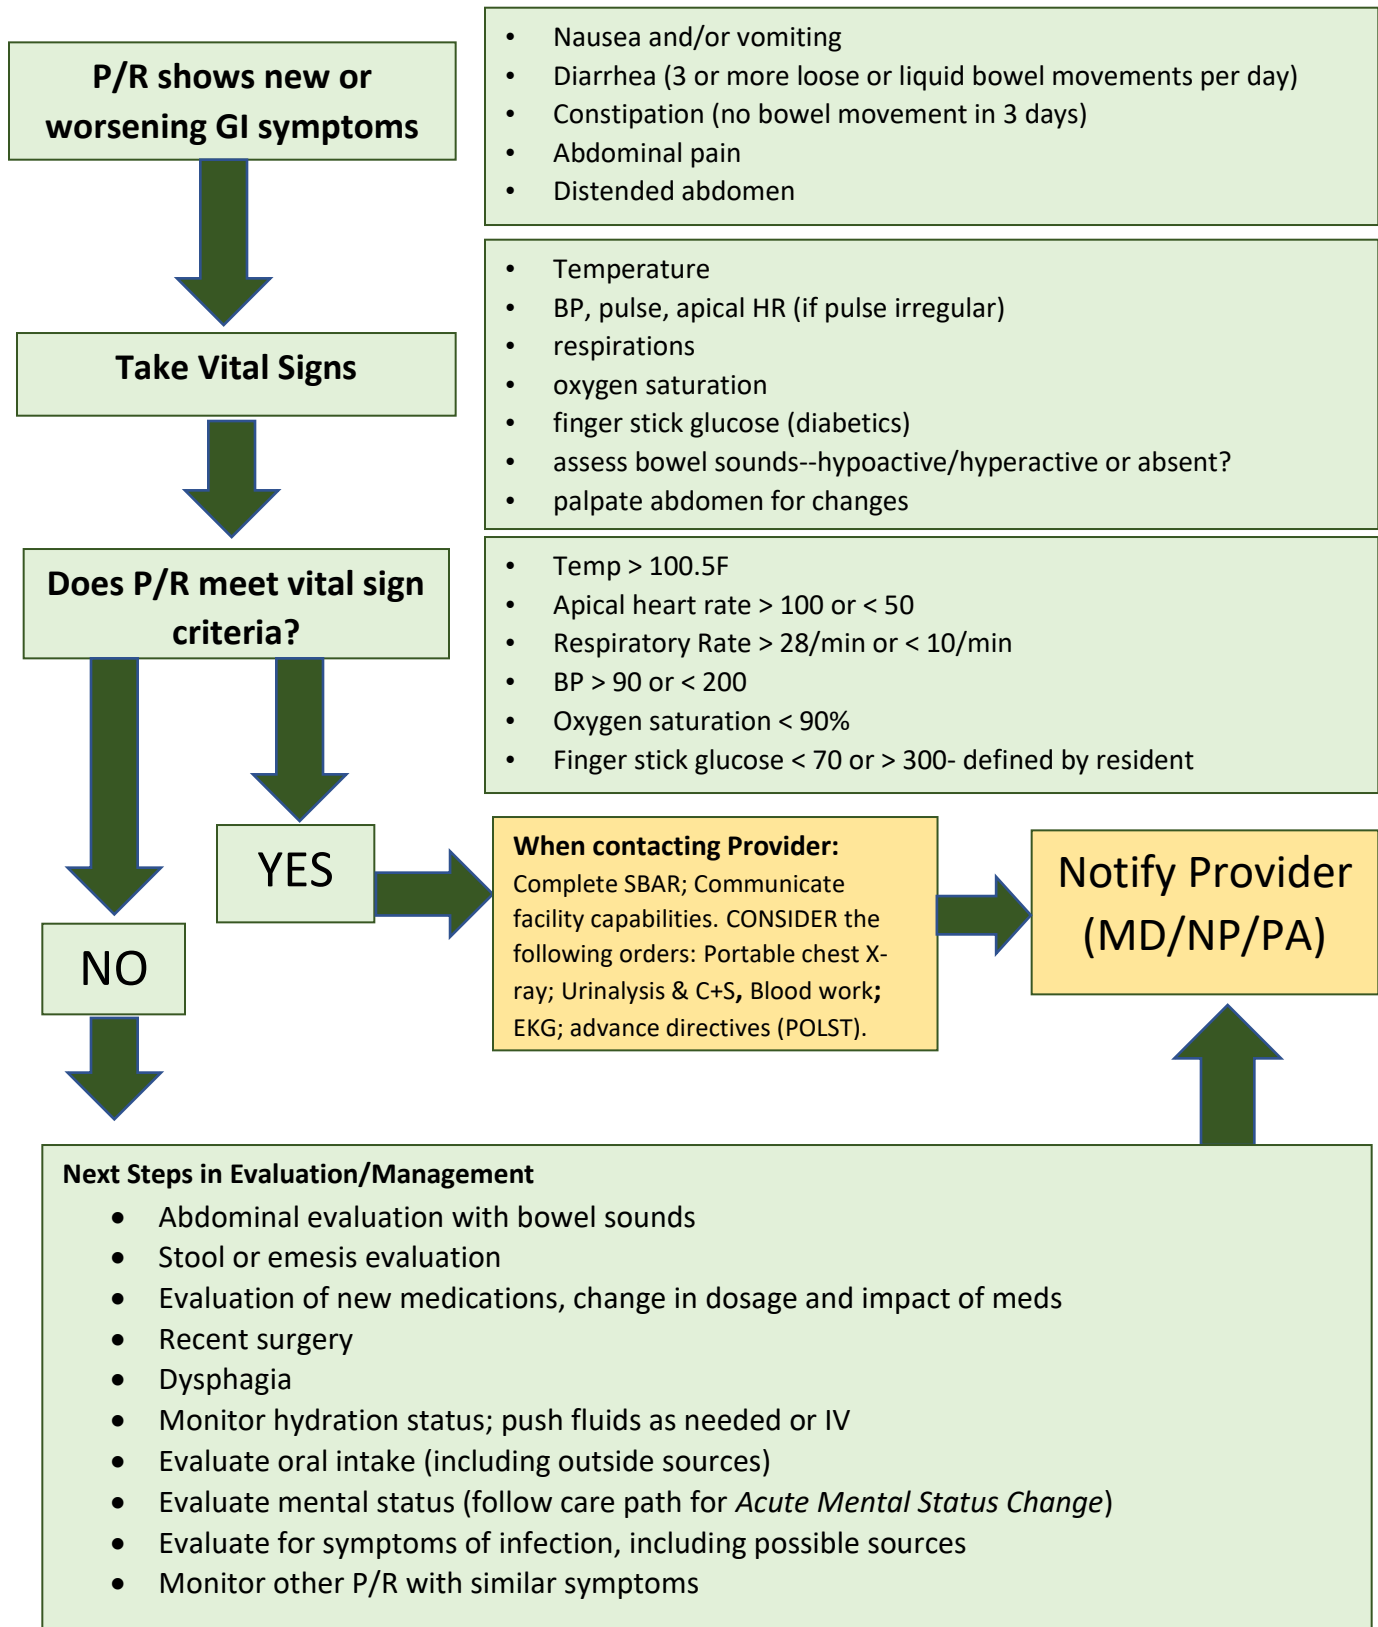 P/R shows new or
worsening GI symptoms
• Nausea and/or vomiting
• Diarrhea (3 or more loose or liquid bowel movements per day)
• Constipation (no bowel movement in 3 days)
• Abdominal pain
• Distended abdomen
Take Vital Signs
• Temperature
• BP, pulse, apical HR (if pulse irregular)
• respirations
• oxygen saturation
• finger stick glucose (diabetics)
• assess bowel sounds--hypoactive/hyperactive or absent?
• palpate abdomen for changes
Does P/R meet vital sign
criteria?
• Temp > 100.5F
• Apical heart rate > 100 or < 50
• Respiratory Rate > 28/min or < 10/min
• BP > 90 or < 200
• Oxygen saturation < 90%
• Finger stick glucose < 70 or > 300- defined by resident
YES
When contacting Provider:
Complete SBAR; Communicate
facility capabilities. CONSIDER the
following orders: Portable chest X-
ray; Urinalysis & C+S, Blood work;
EKG; advance directives (POLST).
Notify Provider
(MD/NP/PA)
NO
Next Steps in Evaluation/Management
• Abdominal evaluation with bowel sounds
• Stool or emesis evaluation
• Evaluation of new medications, change in dosage and impact of meds
• Recent surgery
• Dysphagia
• Monitor hydration status; push fluids as needed or IV
• Evaluate oral intake (including outside sources)
• Evaluate mental status (follow care path for Acute Mental Status Change)
• Evaluate for symptoms of infection, including possible sources
• Monitor other P/R with similar symptoms